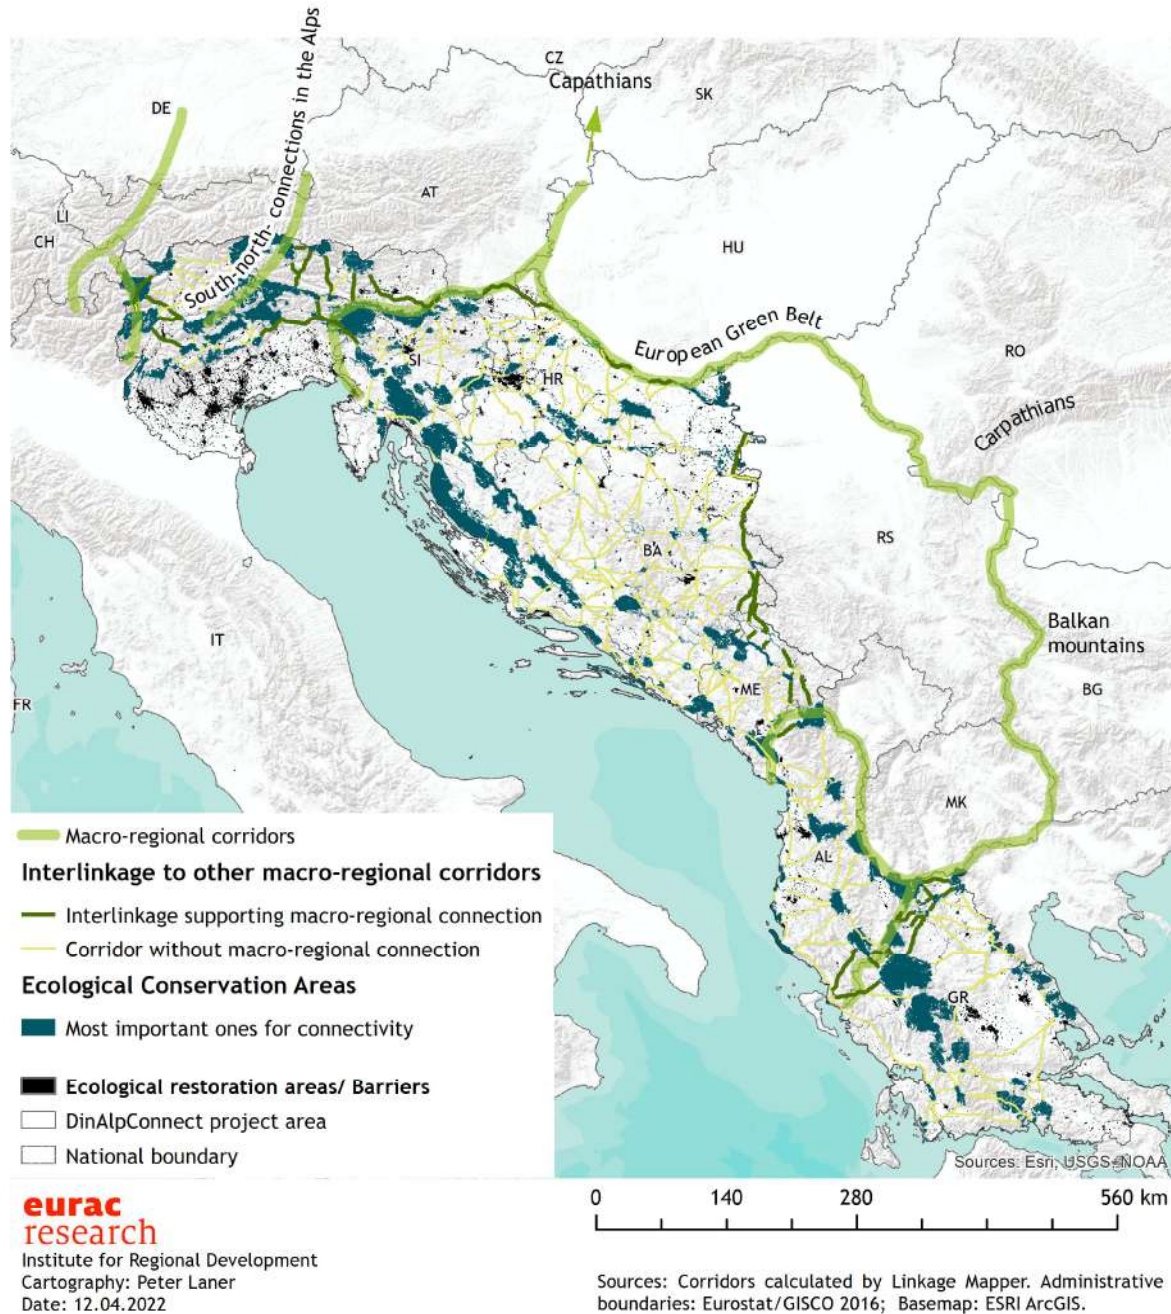 CZ
Capathians
SK
DE
South-north- connections in the Alps
AT
LI
CH
HU
European Green Belt
RO
Carpathians
SI
HR
BA
RS
IT
FR
Balkan
mountains
BG
ME
MK
AL
GR
Macro-regional corridors
Interlinkage to other macro-regional corridors
Interlinkage supporting macro-regional connection
Corridor without macro-regional connection
Ecological Conservation Areas
Most important ones for connectivity
Ecological restoration areas/ Barriers
DinAlpConnect project area
National boundary
Sources: Esri, USGS, NOAA
eurac
research
Institute for Regional Development
Cartography: Peter Laner
Date: 12.04.2022
0 140 280 560 km
Sources: Corridors calculated by Linkage Mapper. Administrative
boundaries: Eurostat/GISCO 2016; Basemap: ESRI ArcGIS.